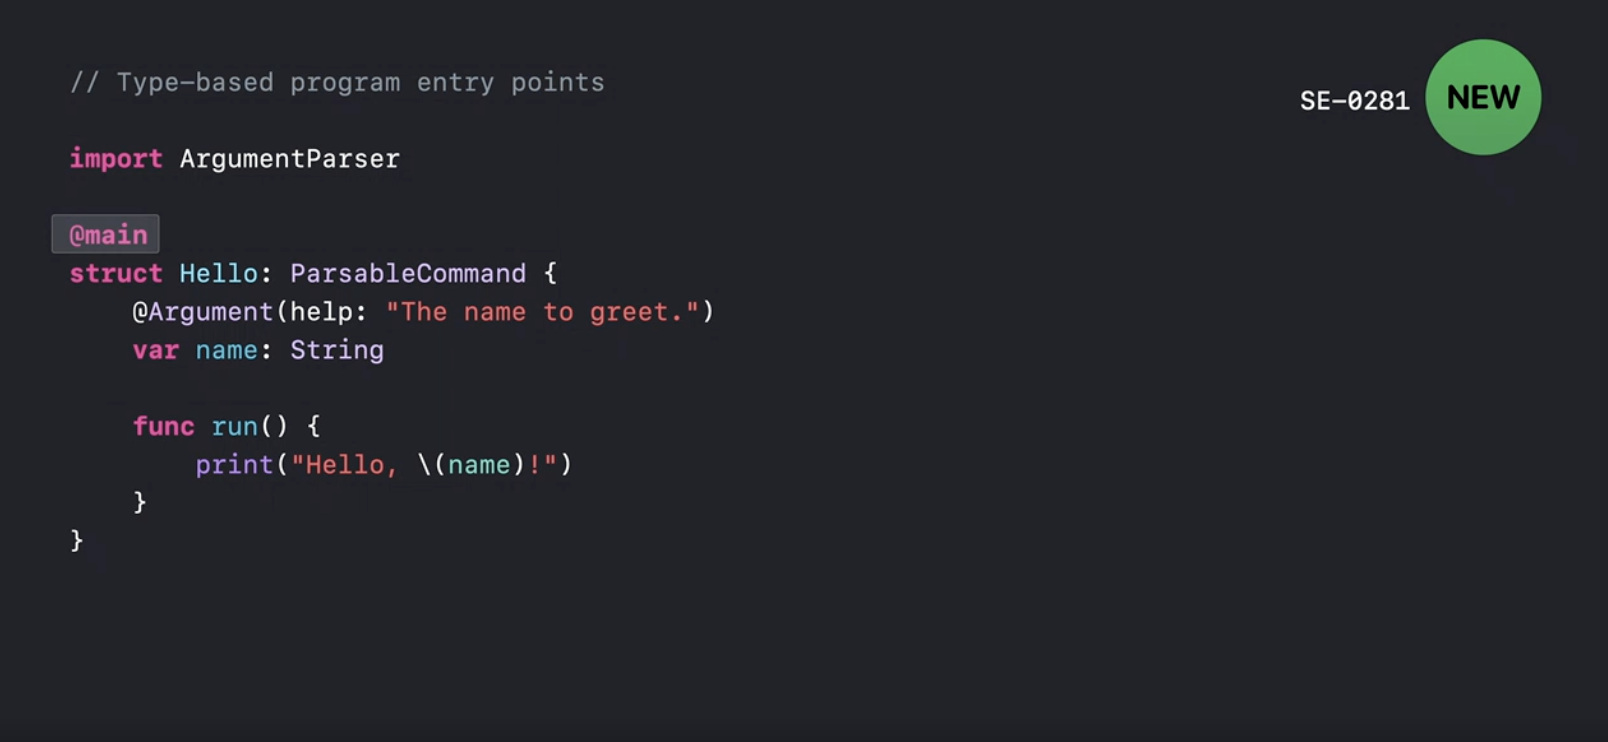 // Type-based program entry points
SE-0281 NEW
import ArgumentParser
@main
struct Hello: ParsableCommand {
    @Argument(help: "The name to greet.")
    var name: String
    func run() {
        print("Hello, \(name)!")
    }
}